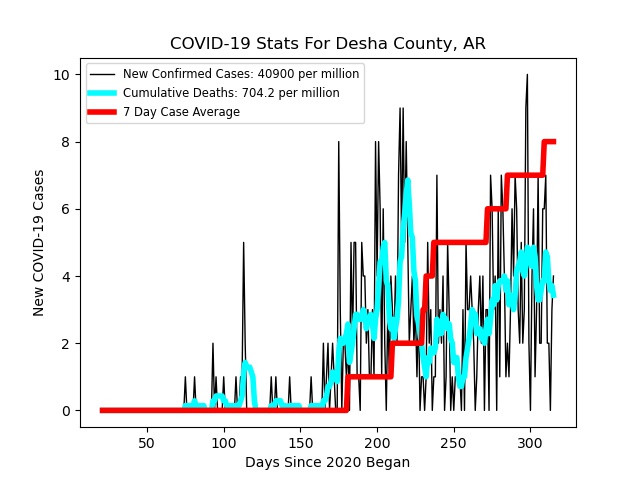 COVID-19 Stats For Desha County, AR
New Confirmed Cases: 40900 per million
Cumulative Deaths: 704.2 per million
7 Day Case Average
New COVID-19 Cases
10
8
6
4
2
0
50 100 150 200 250 300
Days Since 2020 Began